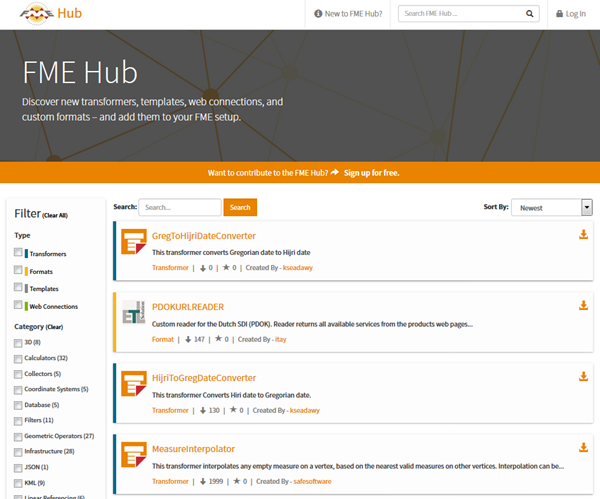 FME Hub
New to FME Hub?
Search FME Hub ...
Log In
FME Hub
Discover new transformers, templates, web connections, and
custom formats – and add them to your FME setup.
Want to contribute to the FME Hub? Sign up for free.
Filter (Clear All)
Type
Transformers
Formats
Templates
Web Connections
Category (Clear)
3D (8)
Calculators (32)
Collectors (5)
Coordinate Systems (5)
Database (5)
Filters (11)
Geometric Operators (27)
Infrastructure (28)
JSON (1)
KML (9)
Linear Referencing (6)
Search: Search... Search
Sort By: Newest
GregToHijriDateConverter
This transformer converts Gregorian date to Hijri date
Transformer | 0 | 0 | Created By - kseadawy
PDOKURLREADER
Custom reader for the Dutch SDI (PDOK). Reader returns all available services from the products web pages...
Format | 147 | 0 | Created By - itay
HijriToGregDateConverter
This transformer Converts Hiri date to Gregorian date.
Transformer | 130 | 0 | Created By - kseadawy
MeasureInterpolator
This transformer interpolates any empty measure on a vertex, based on the nearest valid measures on other vertices. Interpolation can be...
Transformer | 1999 | 0 | Created By - safesoftware